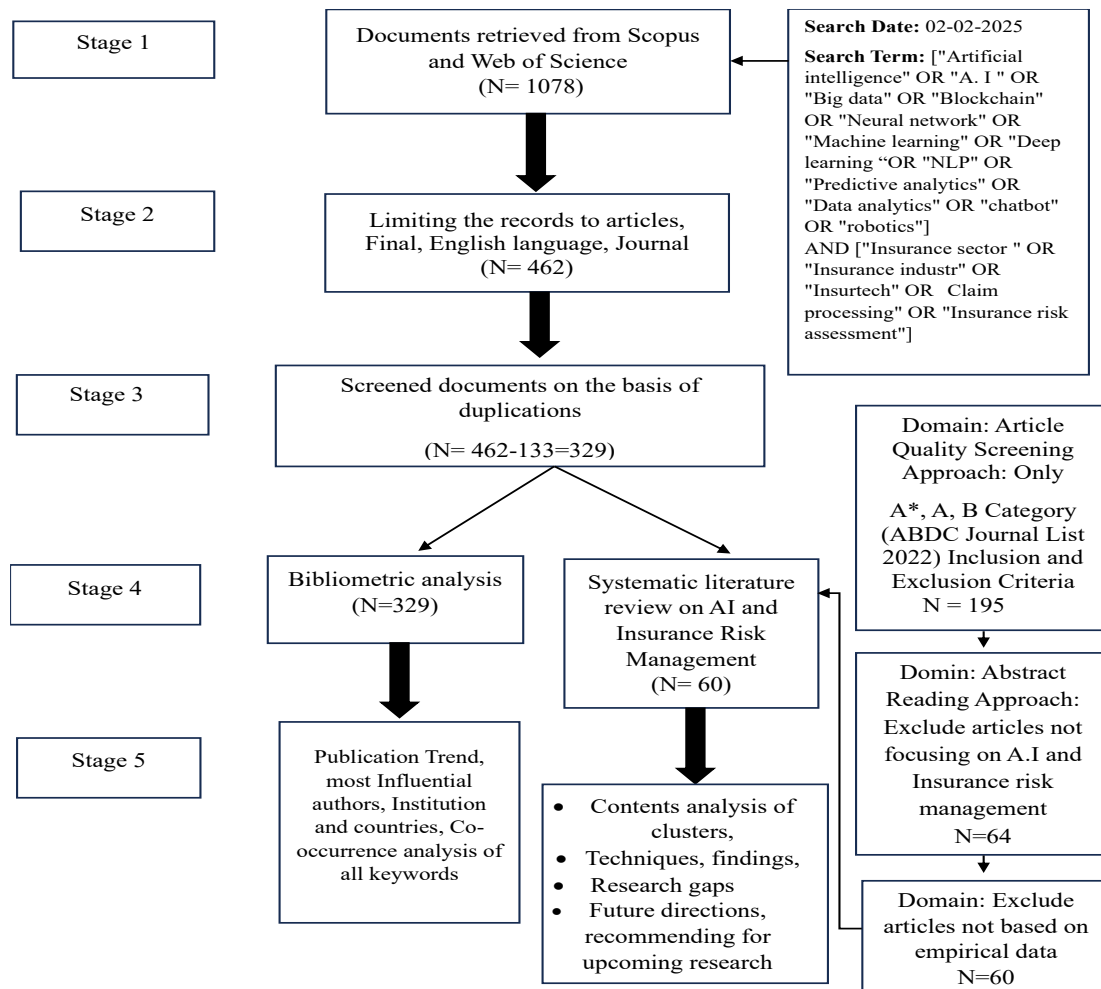 Stage 1
Documents retrieved from Scopus
and Web of Science
(N= 1078)
Search Date: 02-02-2025
Search Term: ["Artificial
intelligence" OR "A. I " OR
"Big data" OR "Blockchain"
OR "Neural network" OR
"Machine learning" OR "Deep
learning “OR "NLP" OR
"Predictive analytics" OR
"Data analytics" OR "chatbot"
OR "robotics"]
AND ["Insurance sector " OR
"Insurance industr" OR
"Insurtech" OR Claim
processing" OR "Insurance risk
assessment"]
Stage 2
Limiting the records to articles,
Final, English language, Journal
(N= 462)
Stage 3
Screened documents on the basis of
duplications
(N= 462-133=329)
Domain: Article
Quality Screening
Approach: Only
A*, A, B Category
(ABDC Journal List
2022) Inclusion and
Exclusion Criteria
N = 195
Stage 4
Bibliometric analysis
(N=329)
Systematic literature
review on AI and
Insurance Risk
Management
(N= 60)
Domin: Abstract
Reading Approach:
Exclude articles not
focusing on A.I and
Insurance risk
management
N=64
Stage 5
Publication Trend,
most Influential
authors, Institution
and countries, Co-
occurrence analysis of
all keywords
• Contents analysis of
clusters,
• Techniques, findings,
• Research gaps
• Future directions,
recommending for
upcoming research
Domain: Exclude
articles not based on
empirical data
N=60